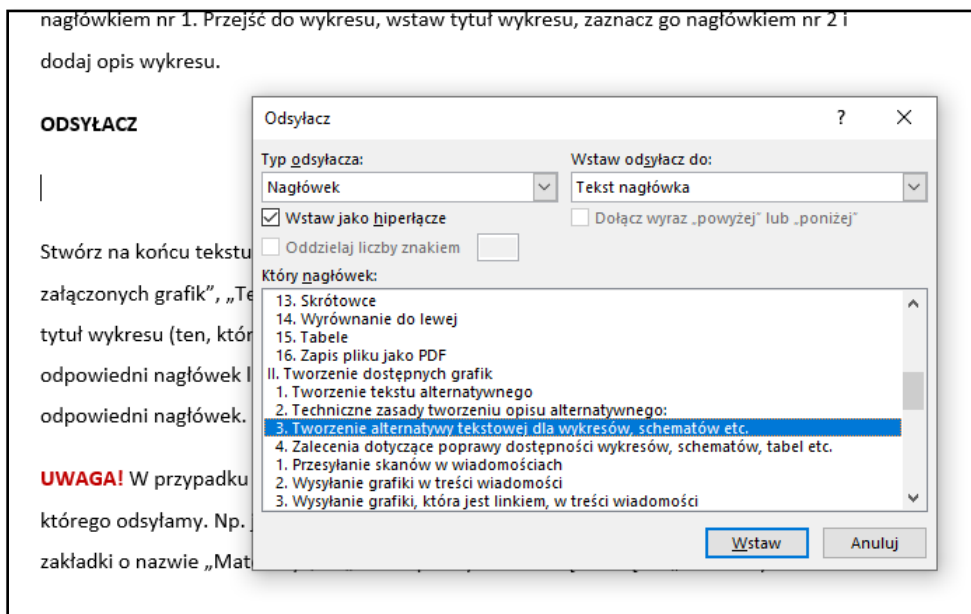 nagłówkiem nr 1. Przejść do wykresu, wstaw tytuł wykresu, zaznacz go nagłówkiem nr 2 i
dodaj opis wykresu.
ODSYŁACZ
Odsyłacz ? ×
Typ odsyłacza: Wstaw odsyłacz do:
Nagłówek Tekst nagłówka
Wstaw jako hiperłącze Dołącz wyraz „powyżej" lub „poniżej"
Oddzielaj liczby znakiem
Który nagłówek:
13. Skrótowce
14. Wyrównanie do lewej
15. Tabele
16. Zapis pliku jako PDF
II. Tworzenie dostępnych grafik
1. Tworzenie tekstu alternatywnego
2. Techniczne zasady tworzeniu opisu alternatywnego:
3. Tworzenie alternatywy tekstowej dla wykresów, schematów etc.
4. Zalecenia dotyczące poprawy dostępności wykresów, schematów, tabel etc.
1. Przesyłanie skanów w wiadomościach
2. Wysyłanie grafiki w treści wiadomości
3. Wysyłanie grafiki, która jest linkiem, w treści wiadomości
Wstaw Anuluj
Stwórz na końcu tekstu
załączonych grafik”, „Te
tytuł wykresu (ten, któr
odpowiedni nagłówek
odpowiedni nagłówek.
UWAGA! W przypadku
którego odsyłamy. Np.
zakładki o nazwie „Mat